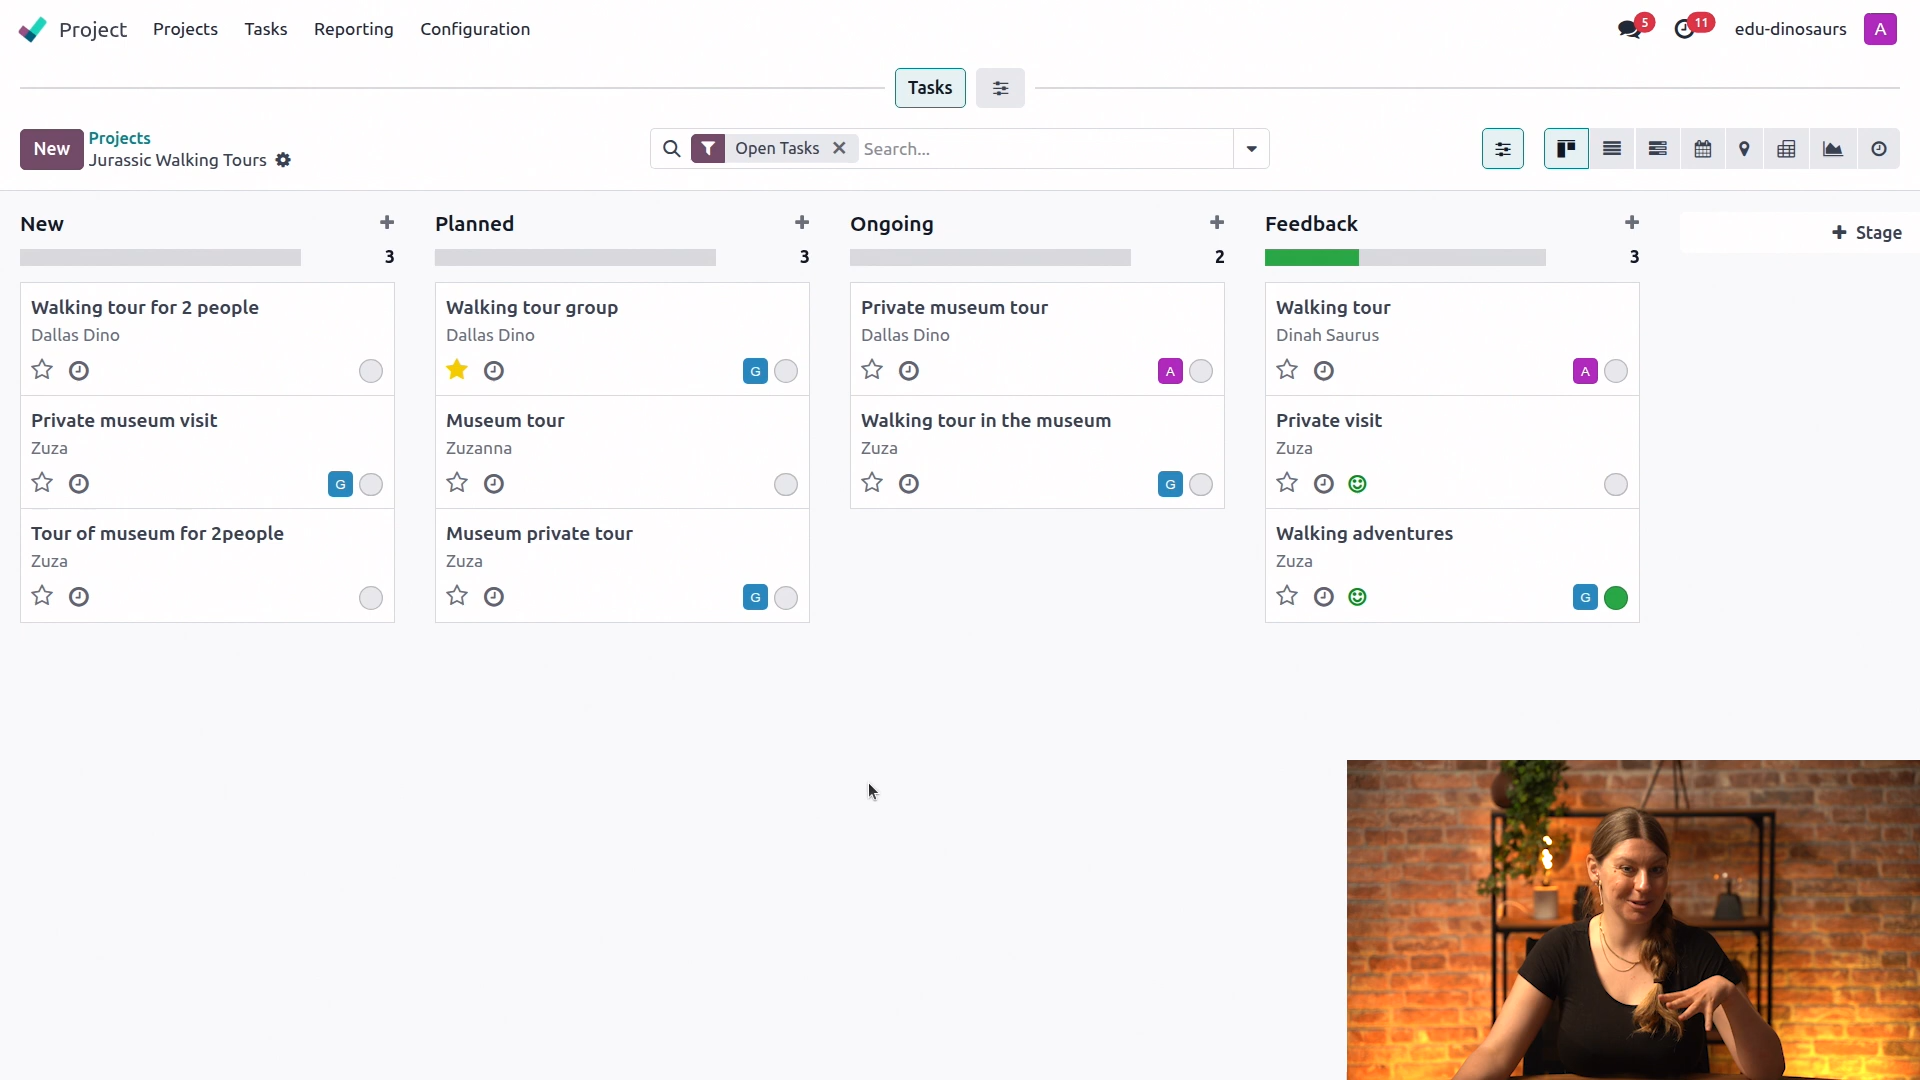 Project Projects Tasks Reporting Configuration 5 11 edu-dinosaurs A
Tasks
New Projects
Jurassic Walking Tours
Open Tasks Search...
New Planned Ongoing Feedback Stage
3 3 2 3
Walking tour for 2 people
Dallas Dino
Private museum visit
Zuza
G
Tour of museum for 2people
Zuza
Walking tour group
Dallas Dino
G
Museum tour
Zuzanna
Museum private tour
Zuza
G
Private museum tour
Dallas Dino
A
Walking tour in the museum
Zuza
G
Walking tour
Dinah Saurus
A
Private visit
Zuza
Walking adventures
Zuza
G